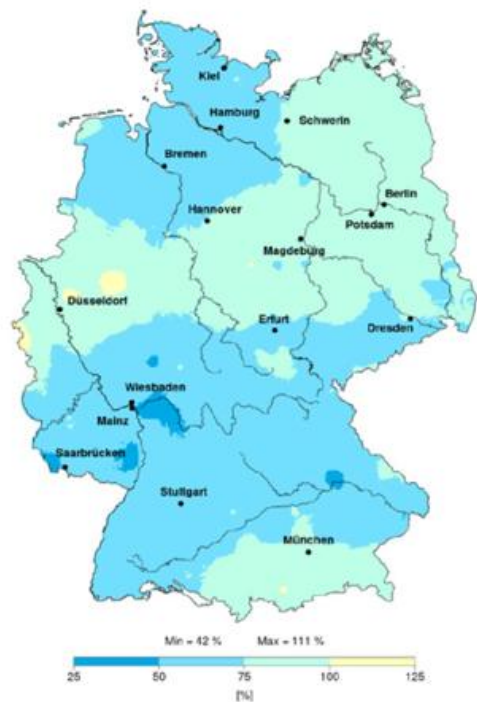 Kiel
Hamburg
Schwerin
Bremen
Berlin
Hannover
Potsdam
Magdeburg
Düsseldorf
Erfurt
Dresden
Wiesbaden
Mainz
Saarbrücken
Stuttgart
München
Min = 42 % Max = 111 %
25 50 75 100 125
[%]